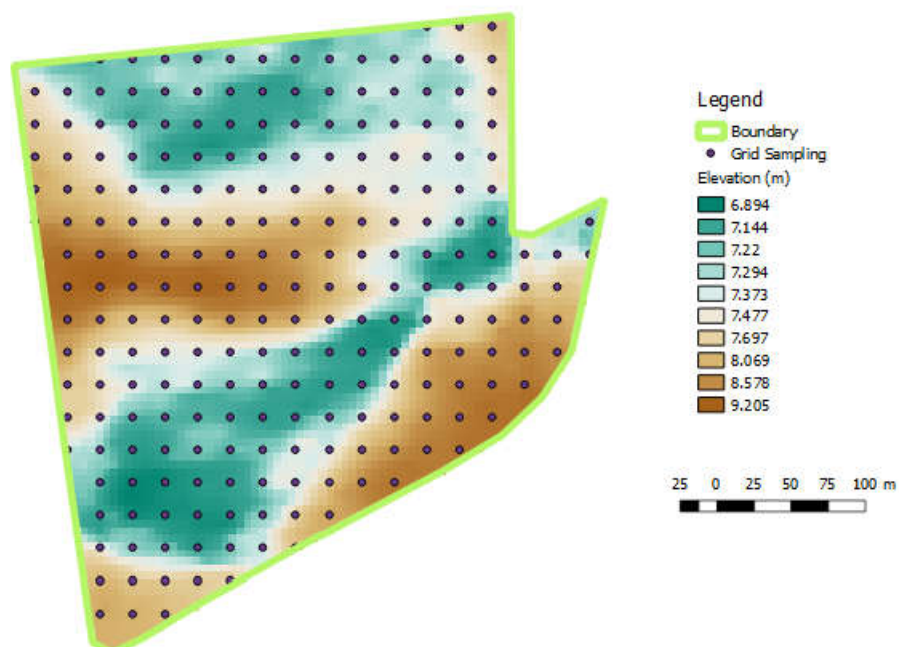 Legend
Boundary
Grid Sampling
Elevation (m)
6.894
7.144
7.22
7.294
7.373
7.477
7.697
8.069
8.578
9.205
25 0 25 50 75 100 m